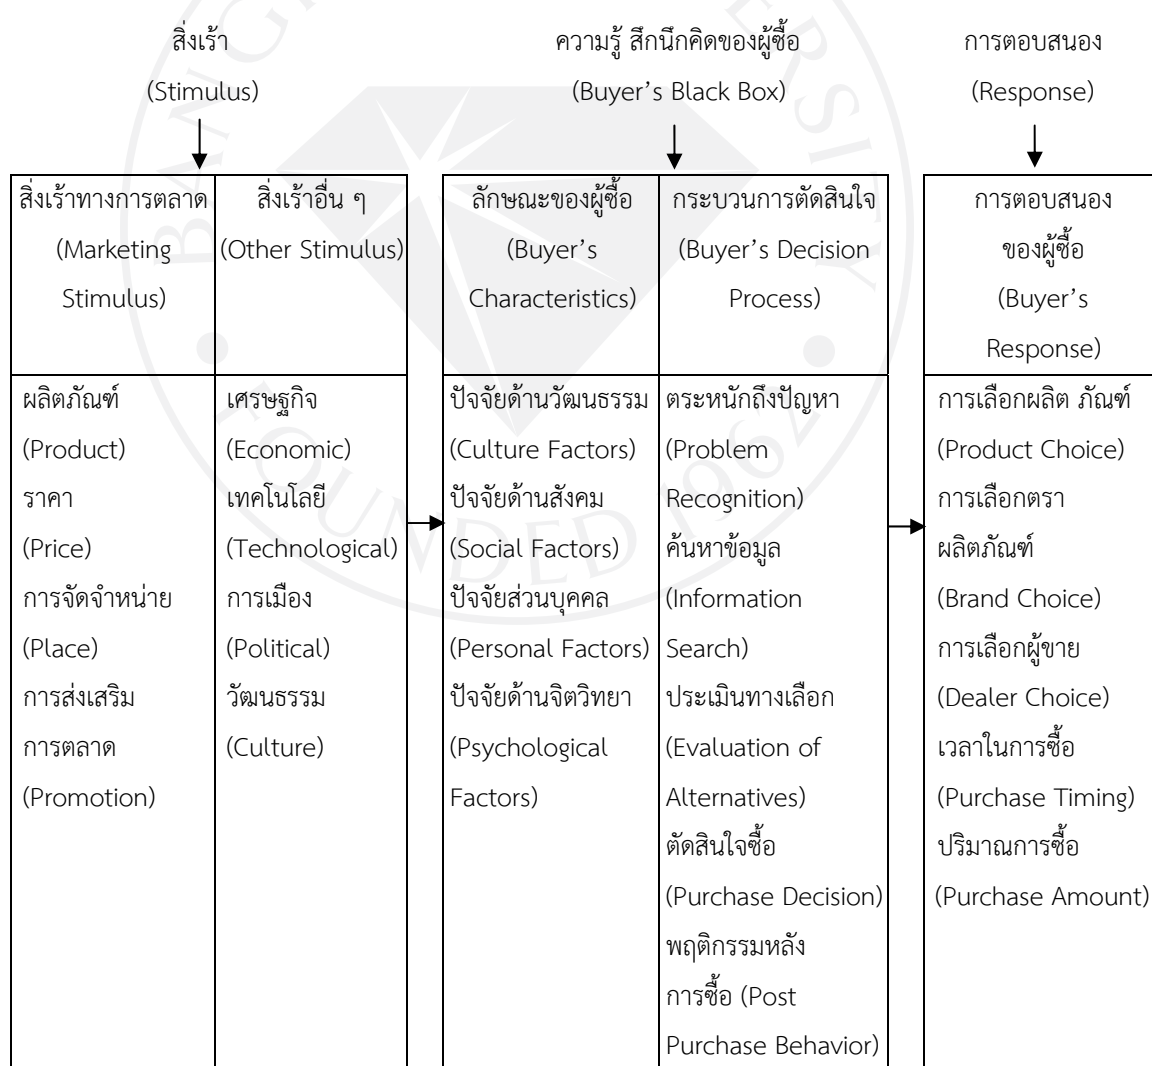 สิ่งเร้า
(Stimulus)
ความรู้ สึกนึกคิดของผู้ซื้อ
(Buyer’s Black Box)
การตอบสนอง
(Response)
สิ่งเร้าทางการตลาด
(Marketing
Stimulus)
สิ่งเร้าอื่น ๆ
(Other Stimulus)
ลักษณะของผู้ซื้อ
(Buyer’s
Characteristics)
กระบวนการตัดสินใจ
(Buyer’s Decision
Process)
การตอบสนอง
ของผู้ซื้อ
(Buyer’s
Response)
ผลิตภัณฑ์
(Product)
ราคา
(Price)
การจัดจำหน่าย
(Place)
การส่งเสริม
การตลาด
(Promotion)
เศรษฐกิจ
(Economic)
เทคโนโลยี
(Technological)
การเมือง
(Political)
วัฒนธรรม
(Culture)
ปัจจัยด้านวัฒนธรรม
(Culture Factors)
ปัจจัยด้านสังคม
(Social Factors)
ปัจจัยส่วนบุคคล
(Personal Factors)
ปัจจัยด้านจิตวิทยา
(Psychological
Factors)
ตระหนักถึงปัญหา
(Problem
Recognition)
ค้นหาข้อมูล
(Information
Search)
ประเมินทางเลือก
(Evaluation of
Alternatives)
ตัดสินใจซื้อ
(Purchase Decision)
พฤติกรรมหลัง
การซื้อ (Post
Purchase Behavior)
การเลือกผลิต ภัณฑ์
(Product Choice)
การเลือกตรา
ผลิตภัณฑ์
(Brand Choice)
การเลือกผู้ขาย
(Dealer Choice)
เวลาในการซื้อ
(Purchase Timing)
ปริมาณการซื้อ
(Purchase Amount)
FOUNDED 1962